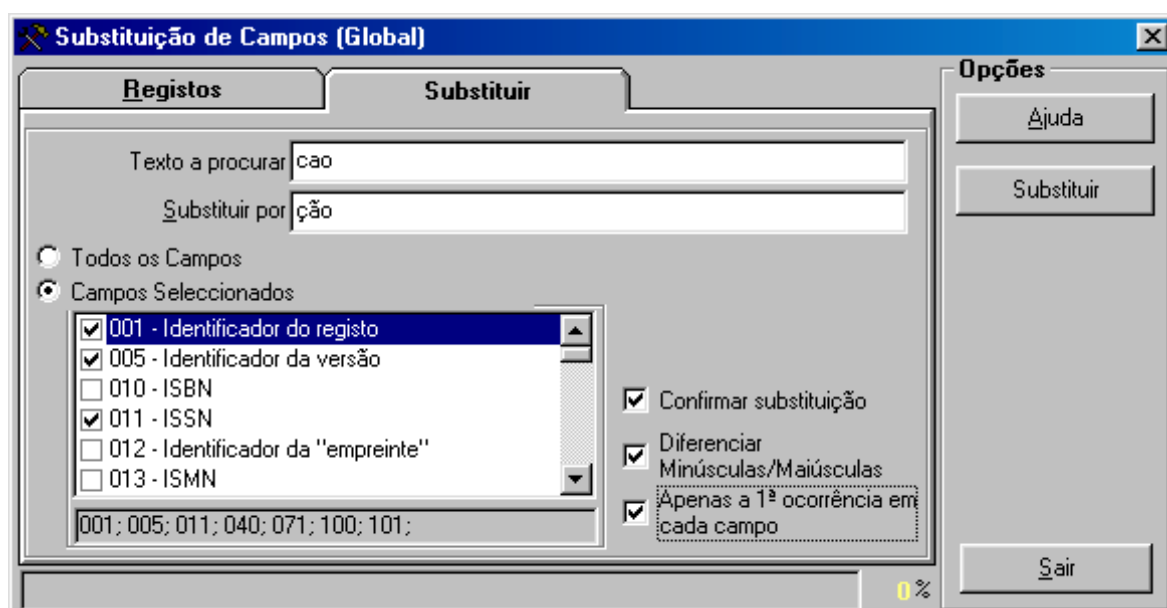 Substituição de Campos (Global)
Registos
Substituir
Texto a procurar cao
Substituir por ção
Todos os Campos
Campos Seleccionados
001 - Identificador do registo
005 - Identificador da versão
010 - ISBN
011 - ISSN
012 - Identificador da "empreinte"
013 - ISMN
001; 005; 011; 040; 071; 100; 101;
Confirmar substituição
Diferenciar
Minúsculas/Maiúsculas
Apenas a 1ª ocorrência em
cada campo
0%
Opções
Ajuda
Substituir
Sair